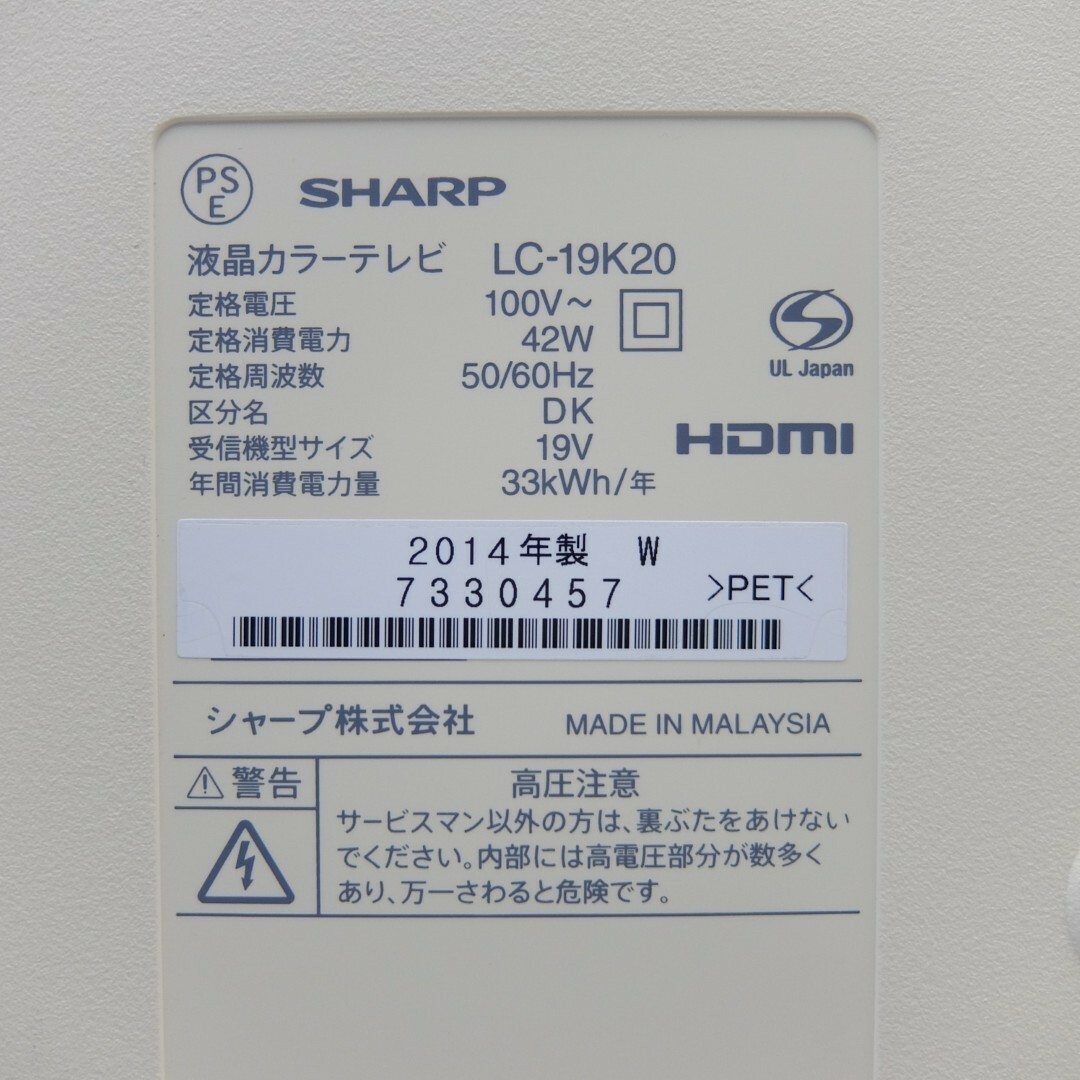 PSE SHARP
液晶カラーテレビ LC-19K20
定格電圧 100V～
定格消費電力 42W
定格周波数 50/60Hz
区分名 DK
受信機型サイズ 19V
年間消費電力量 33kWh/年
UL Japan
HDMI
2014年製 W
7330457 >PET<
シャープ株式会社 MADE IN MALAYSIA
⚠警告
高圧注意
サービスマン以外の方は、裏ぶたをあけない
でください。内部には高電圧部分が数多く
あり、万一さわると危険です。